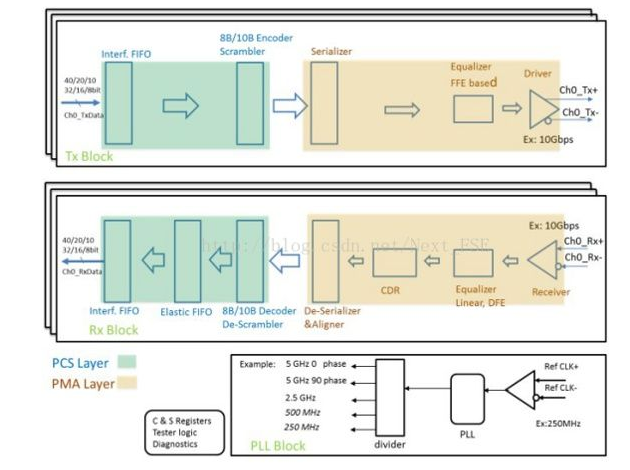 8B/10B Encoder
Scrambler
Interf. FIFO
Serializer
Equalizer
FFE based
Driver
40/20/10
32/16/8bit
Ch0_TxData
Ch0_Tx+
Ch0_Tx-
Ex: 10Gbps
Tx Block
Ex: 10Gbps
40/20/10
32/16/8bit
Ch0_RxData
http://blog.csdn.net/Next_FSE
Ch0_Rx+
Ch0_Rx-
CDR
Equalizer
Linear, DFE
Receiver
Interf. FIFO
Elastic FIFO
8B/10B Decoder
De-Scrambler
De-Serializer
&Aligner
Rx Block
PCS Layer
PMA Layer
C & S Registers
Tester logic
Diagnostics
Example:
5 GHz 0 phase
5 GHz 90 phase
2.5 GHz
500 MHz
250 MHz
divider
PLL
Ref CLK+
Ref CLK-
Ex:250MHz
PLL Block